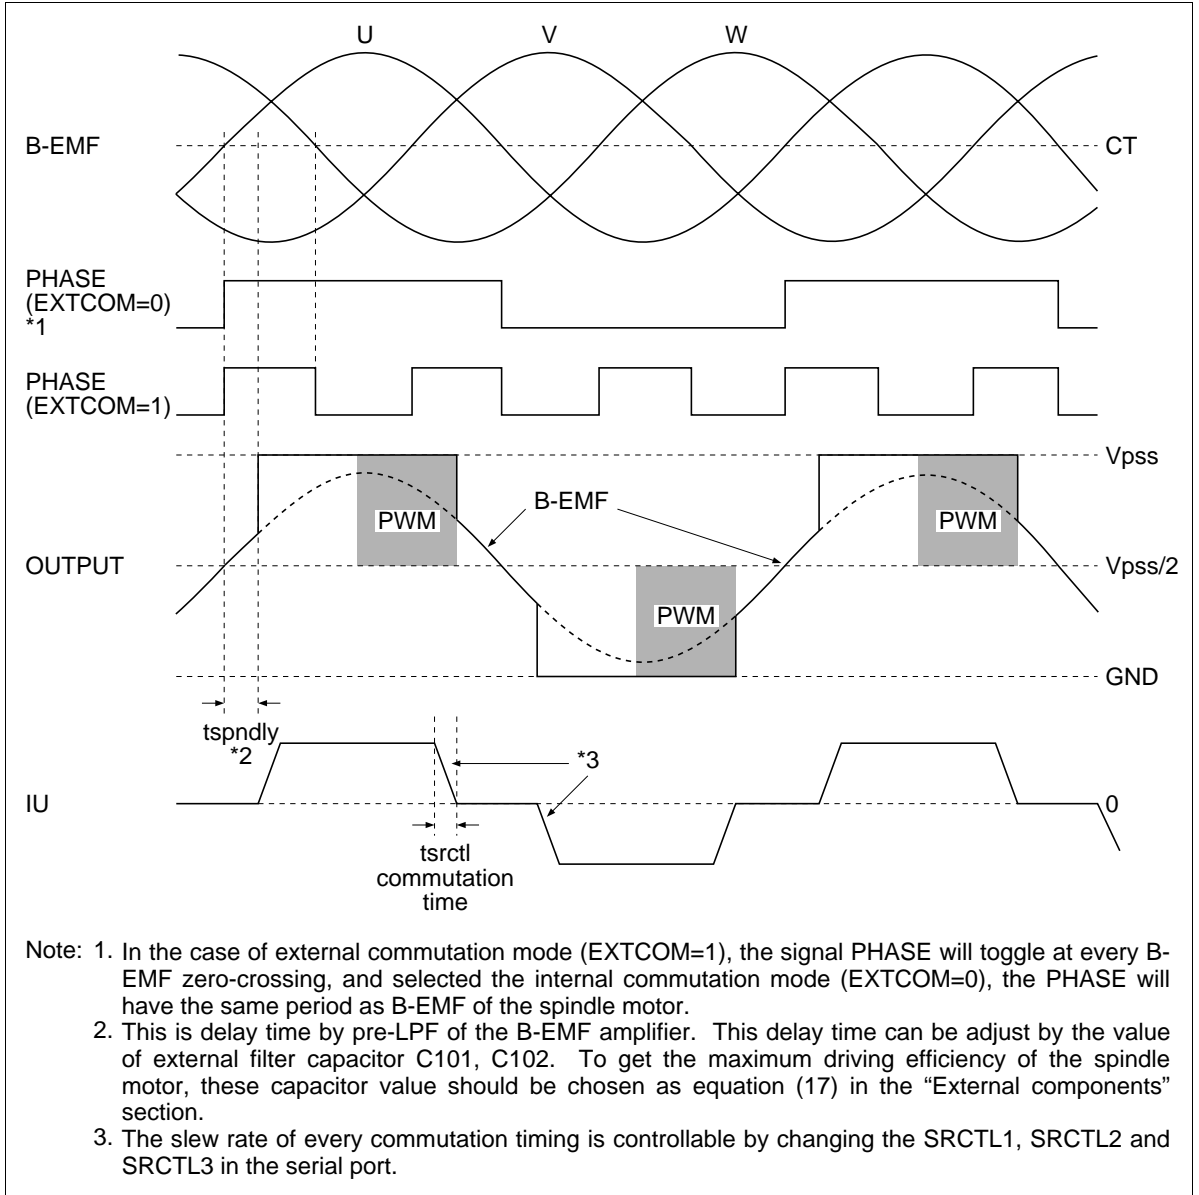 U V W
B-EMF CT
PHASE
(EXTCOM=0)
*1
PHASE
(EXTCOM=1)
Vpss
B-EMF
PWM PWM
OUTPUT Vpss/2
PWM
GND
tspndly
*2
*3
IU 0
tsrctl
commutation
time
Note: 1. In the case of external commutation mode (EXTCOM=1), the signal PHASE will toggle at every B-
EMF zero-crossing, and selected the internal commutation mode (EXTCOM=0), the PHASE will
have the same period as B-EMF of the spindle motor.
2. This is delay time by pre-LPF of the B-EMF amplifier. This delay time can be adjust by the value
of external filter capacitor C101, C102. To get the maximum driving efficiency of the spindle
motor, these capacitor value should be chosen as equation (17) in the “External components”
section.
3. The slew rate of every commutation timing is controllable by changing the SRCTL1, SRCTL2 and
SRCTL3 in the serial port.